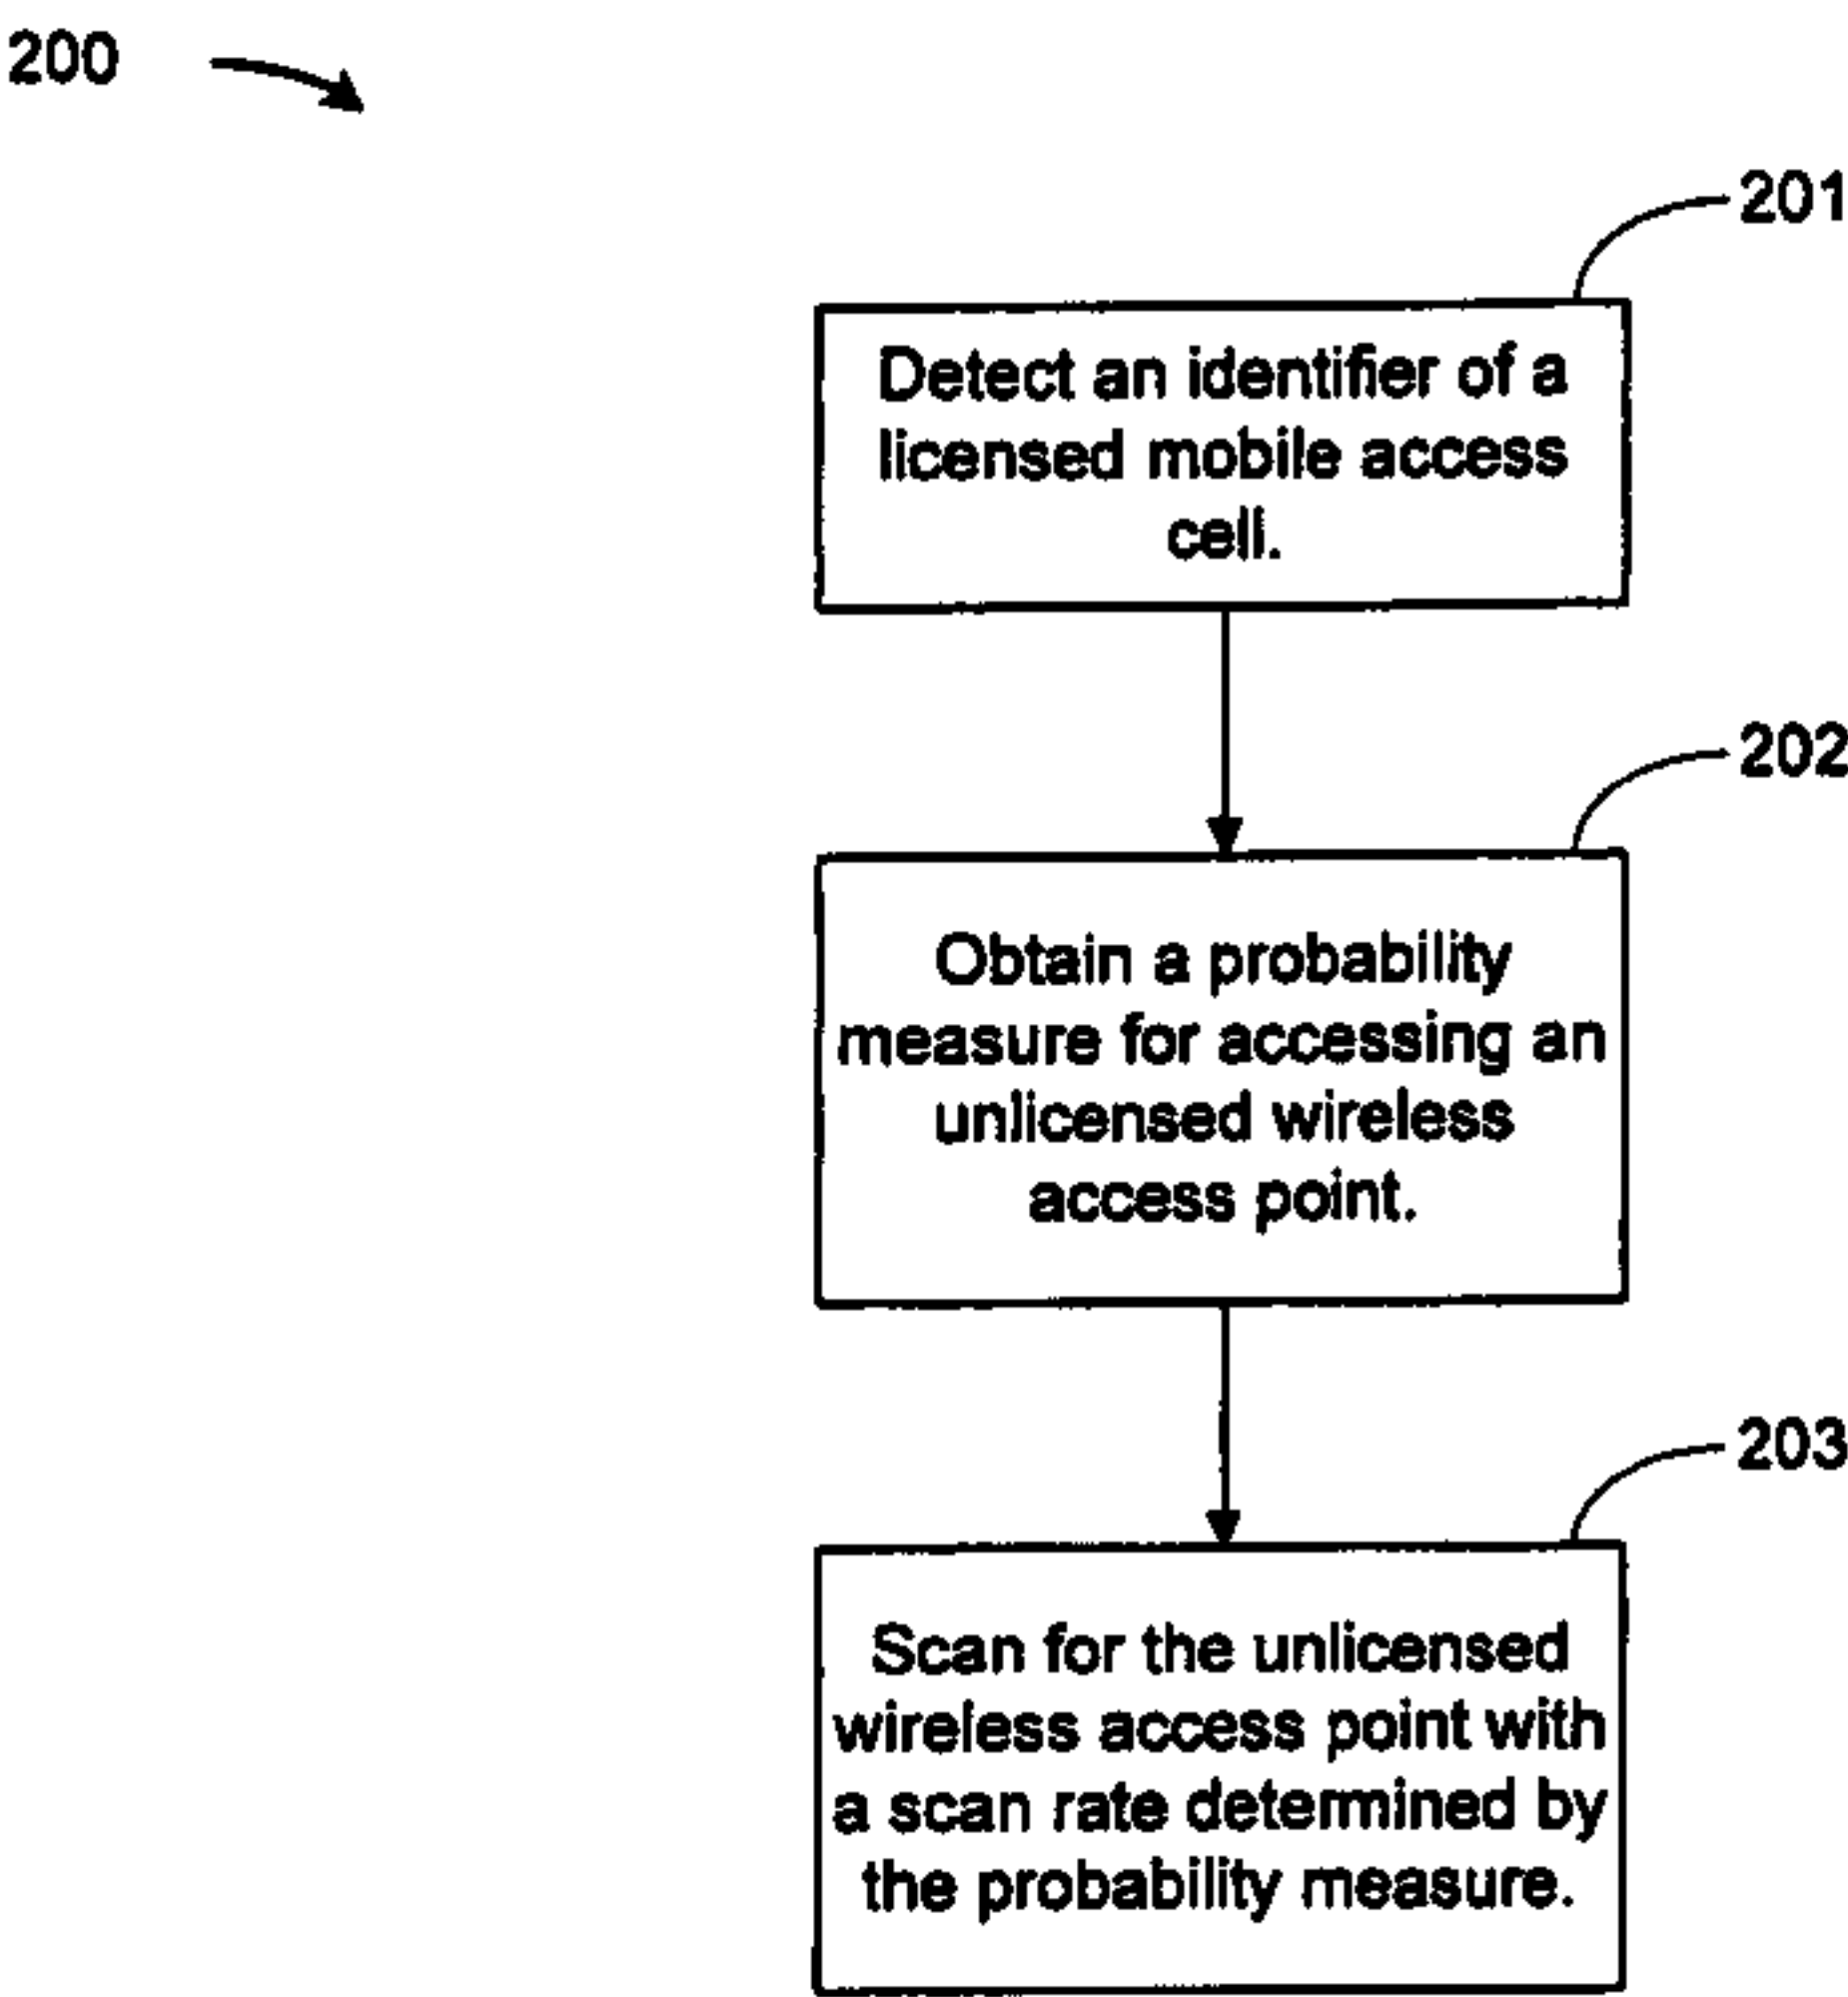 200
201
Detect an identifier of a
licensed mobile access
cell.
202
Obtain a probability
measure for accessing an
unlicensed wireless
access point.
203
Scan for the unlicensed
wireless access point with
a scan rate determined by
the probability measure.